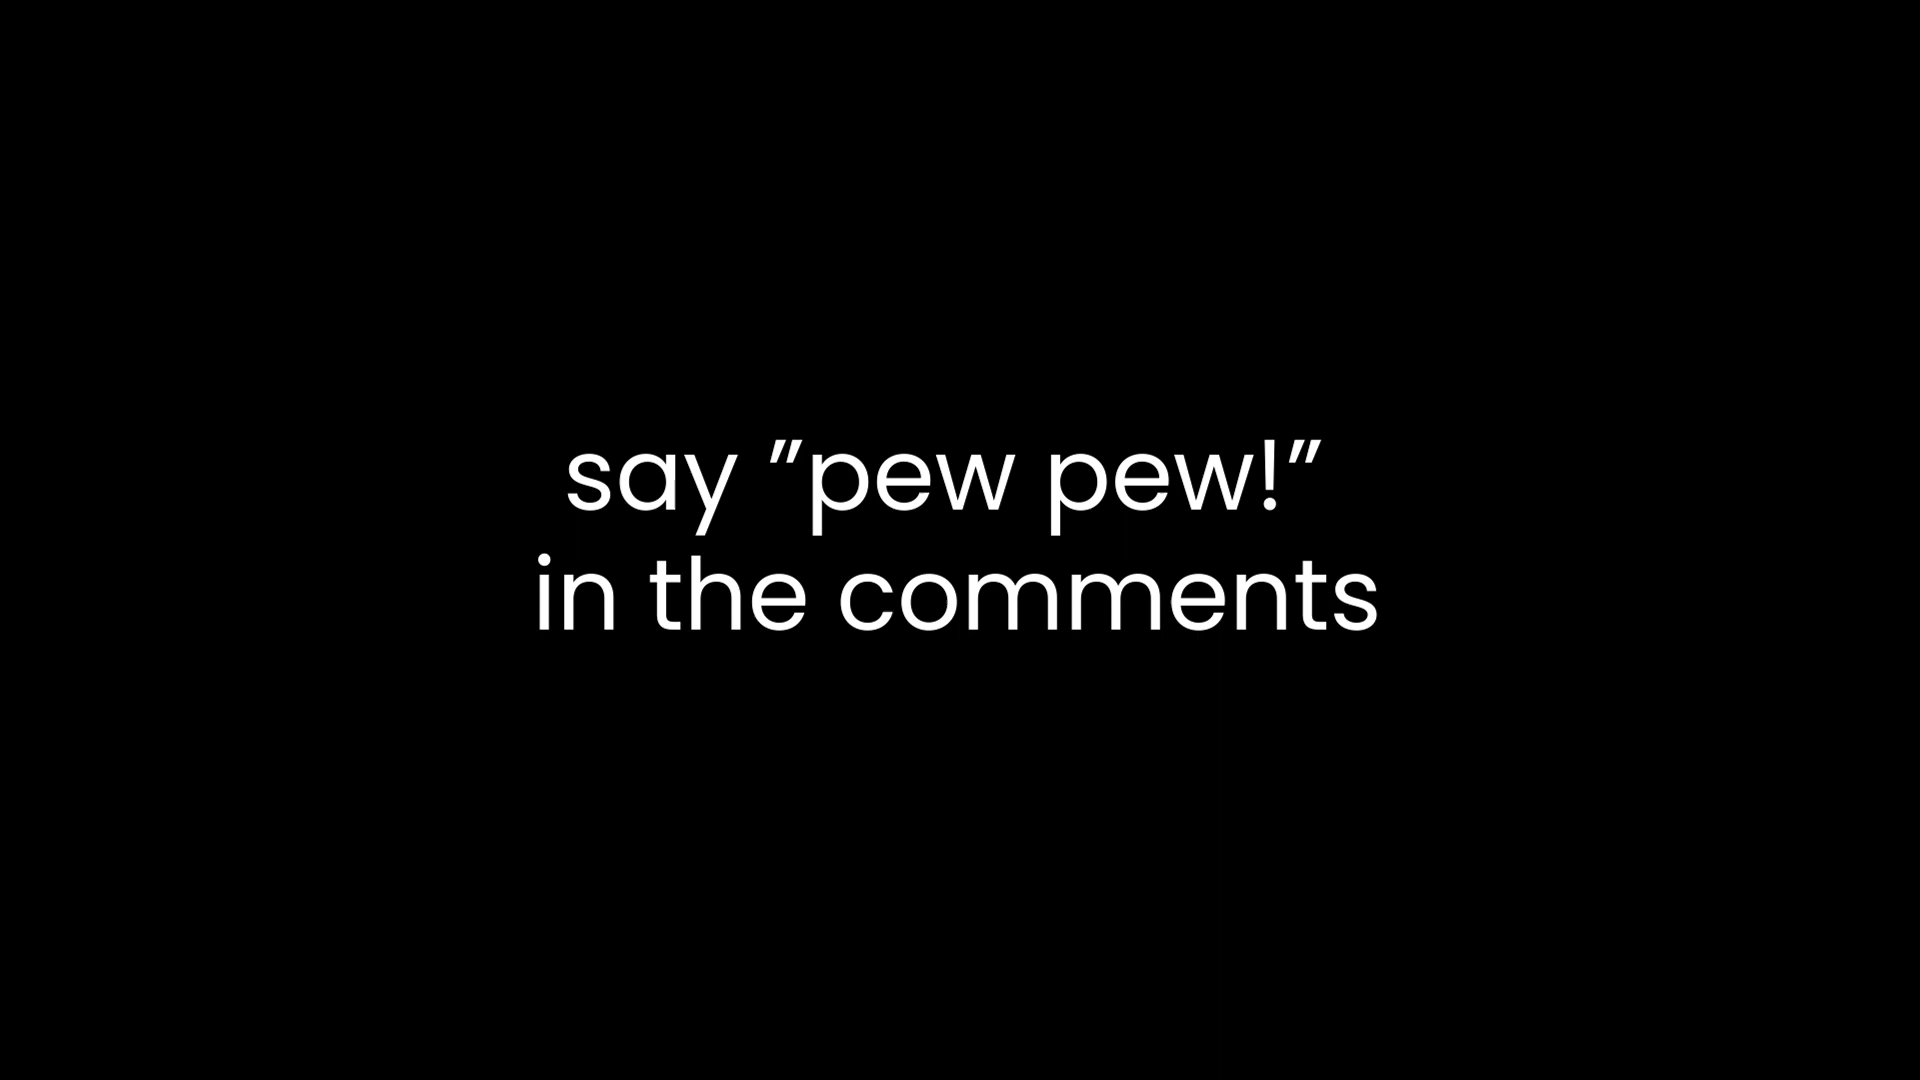 say ”pew pew!”
in the comments